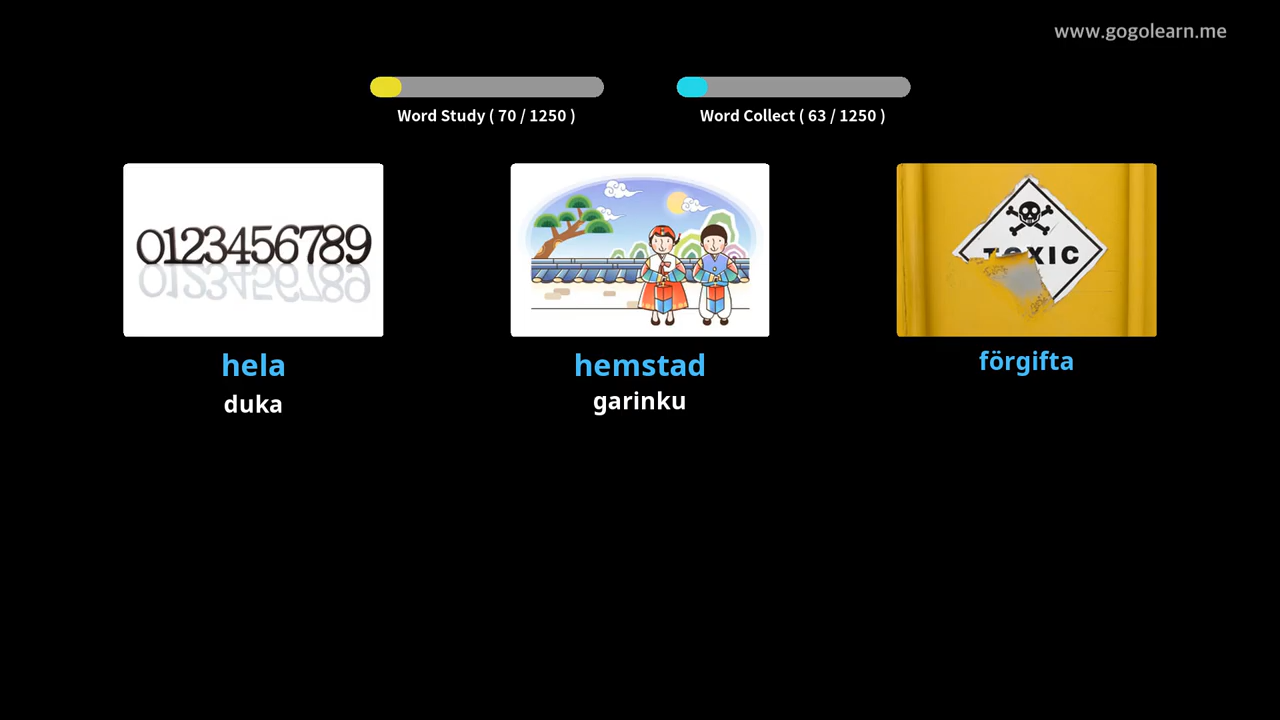 www.gogolearn.me
Word Study ( 70 / 1250 )
Word Collect ( 63 / 1250 )
0123456789
TOXIC
hela
hemstad
förgifta
duka
garinku